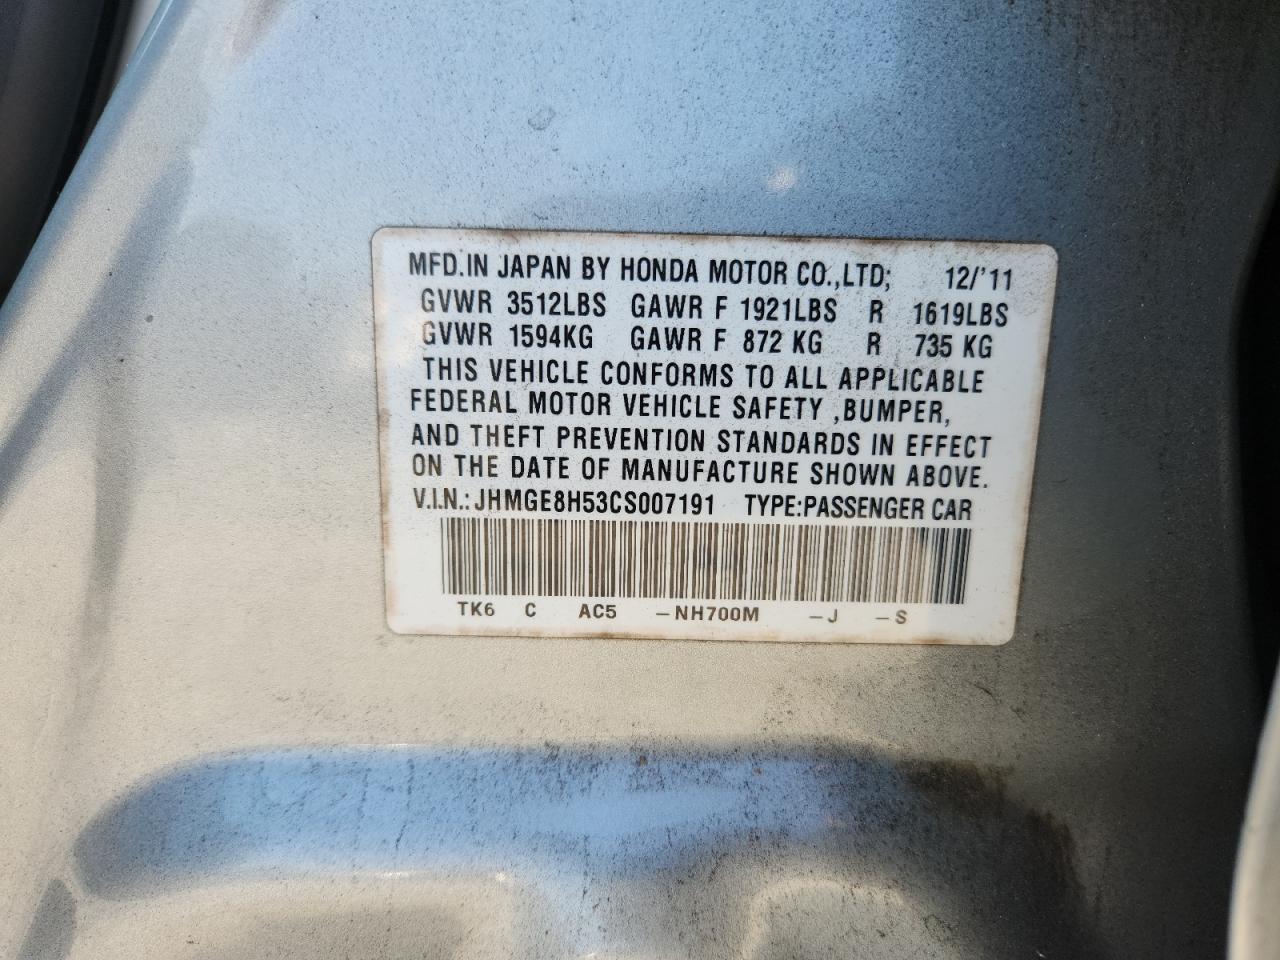 MFD.IN JAPAN BY HONDA MOTOR CO.,LTD; 12/'11
GVWR 3512LBS GAWR F 1921LBS R 1619LBS
GVWR 1594KG GAWR F 872 KG R 735 KG
THIS VEHICLE CONFORMS TO ALL APPLICABLE
FEDERAL MOTOR VEHICLE SAFETY ,BUMPER,
AND THEFT PREVENTION STANDARDS IN EFFECT
ON THE DATE OF MANUFACTURE SHOWN ABOVE.
V.I.N.: JHMGE8H53CS007191 TYPE:PASSENGER CAR
TK6 C AC5 -NH700M -J -S